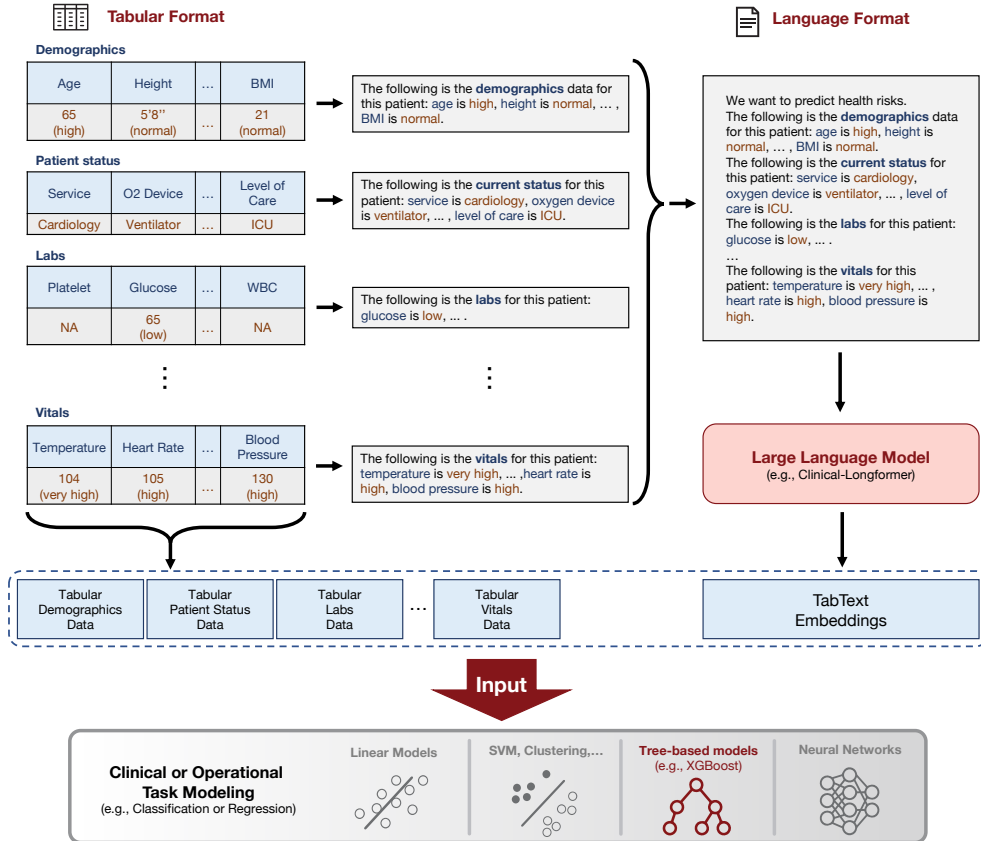 Tabular Format
Language Format
Demographics
Age Height ... BMI
65 (high) 5'8'' (normal) ... 21 (normal)
The following is the demographics data for
this patient: age is high, height is normal, ... ,
BMI is normal.
Patient status
Service O2 Device ... Level of Care
Cardiology Ventilator ... ICU
The following is the current status for this
patient: service is cardiology, oxygen device
is ventilator, ... , level of care is ICU.
Labs
Platelet Glucose ... WBC
NA 65 (low) ... NA
The following is the labs for this patient:
glucose is low, ... .
Vitals
Temperature Heart Rate ... Blood Pressure
104 (very high) 105 (high) ... 130 (high)
The following is the vitals for this patient:
temperature is very high, ... ,heart rate is
high, blood pressure is high.
We want to predict health risks.
The following is the demographics data
for this patient: age is high, height is
normal, ... , BMI is normal.
The following is the current status for
this patient: service is cardiology,
oxygen device is ventilator, ... , level of
care is ICU.
The following is the labs for this patient:
glucose is low, ... .
...
The following is the vitals for this
patient: temperature is very high, ... ,
heart rate is high, blood pressure is
high.
Large Language Model
(e.g., Clinical-Longformer)
Tabular
Demographics
Data
Tabular
Patient Status
Data
Tabular
Labs
Data
...
Tabular
Vitals
Data
TabText
Embeddings
Input
Clinical or Operational
Task Modeling
(e.g., Classification or Regression)
Linear Models
SVM, Clustering,...
Tree-based models
(e.g., XGBoost)
Neural Networks